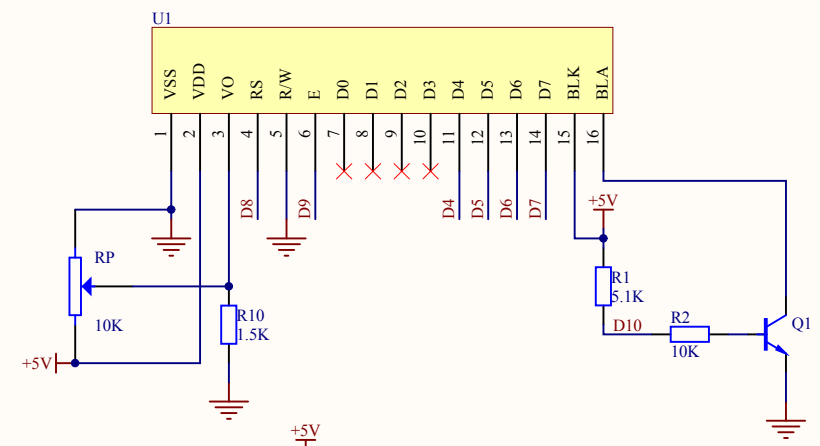 U1
VSS VDD VO RS R/W E D0 D1 D2 D3 D4 D5 D6 D7 BLK BLA
1 2 3 4 5 6 7 8 9 10 11 12 13 14 15 16
D8 D9 D4 D5 D6 D7
+5V
RP
10K
R10
1.5K
+5V
R1
5.1K
D10
R2
10K
Q1
+5V